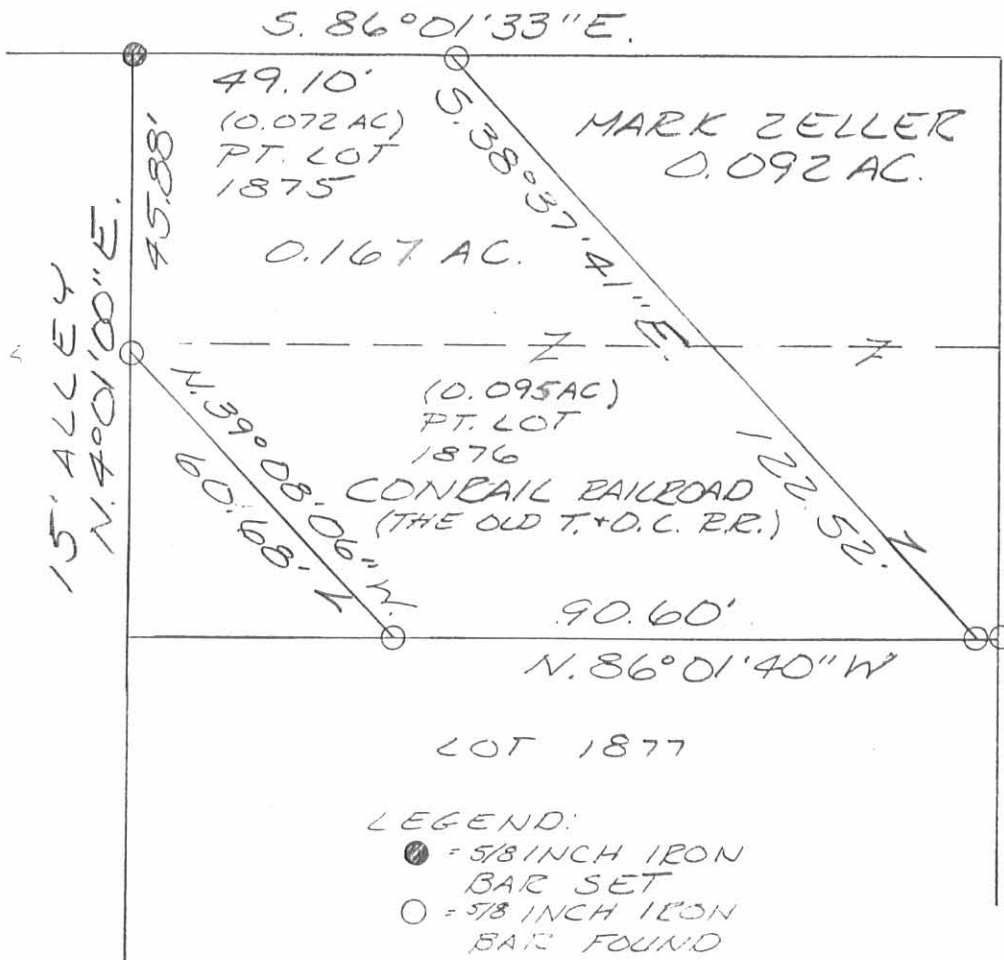 S. 86°01'33"E.
49.10'
(0.072 AC)
PT. LOT
1875
45.88'
S. 38°37'41"E.
MARK ZELLER
0.092 AC.
0.167 AC.
15' ALLEY
N. 4°01'00"E.
Z Z
N. 39°08'06"W.
60.68'
(0.095AC)
PT. LOT
1876
CONRAIL RAILROAD
(THE OLD T.+O.C. R.R.)
122.52'
90.60'
N. 86°01'40"W
LOT 1877
LEGEND:
= 5/8 INCH IRON
BAR SET
= 5/8 INCH IRON
BAR FOUND